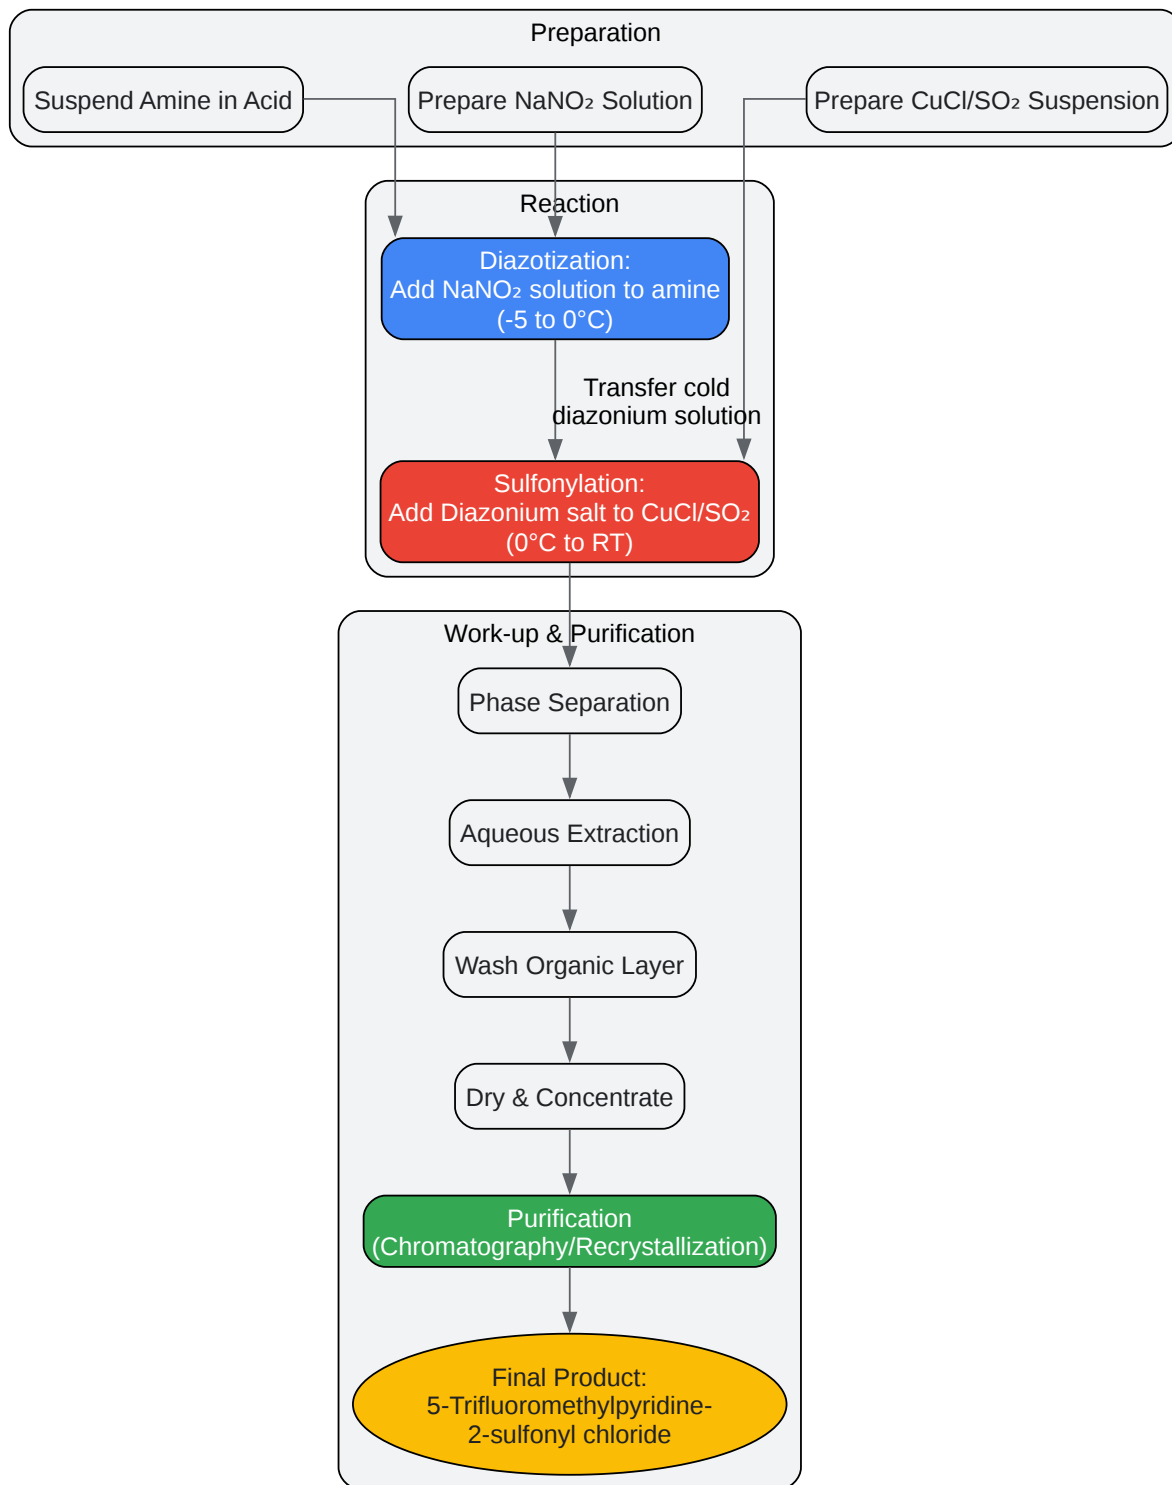 Preparation
Suspend Amine in Acid
Prepare NaNO₂ Solution
Prepare CuCl/SO₂ Suspension
Reaction
Diazotization:
Add NaNO₂ solution to amine
(-5 to 0°C)
Transfer cold
diazonium solution
Sulfonylation:
Add Diazonium salt to CuCl/SO₂
(0°C to RT)
Work-up & Purification
Phase Separation
Aqueous Extraction
Wash Organic Layer
Dry & Concentrate
Purification
(Chromatography/Recrystallization)
Final Product:
5-Trifluoromethylpyridine-
2-sulfonyl chloride